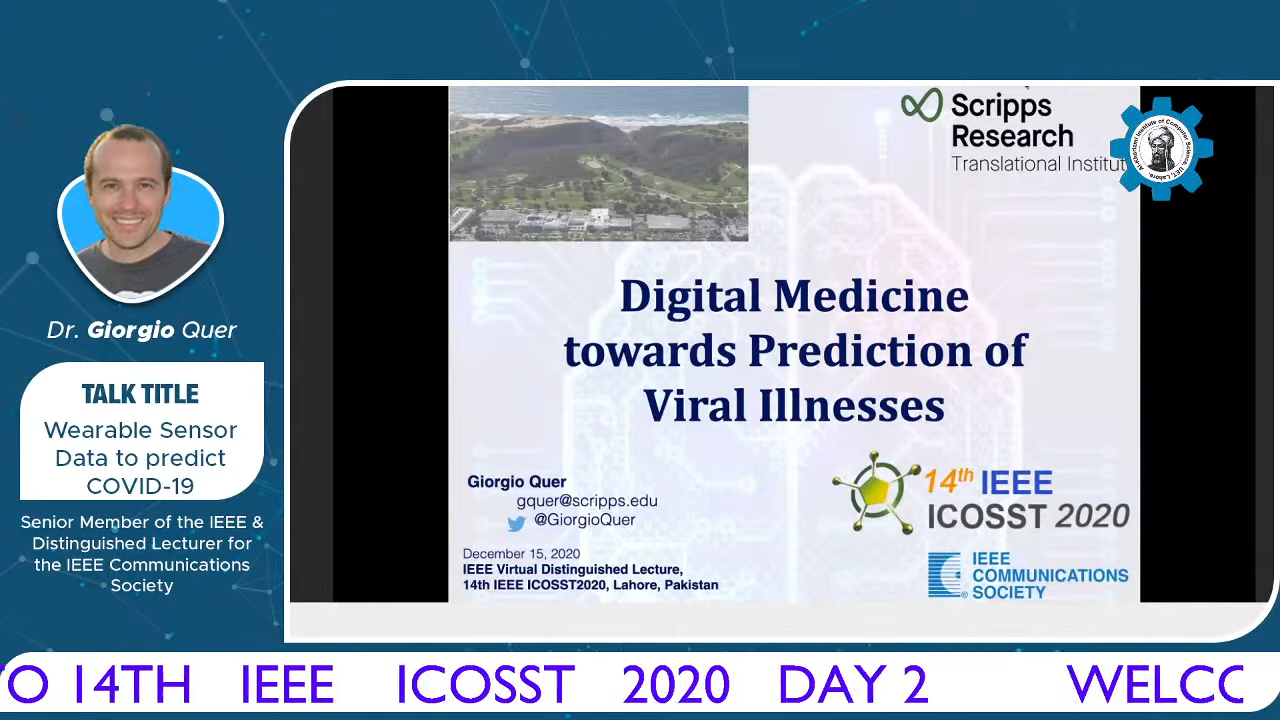 Dr. Giorgio Quer
TALK TITLE
Wearable Sensor
Data to predict
COVID-19
Senior Member of the IEEE &
Distinguished Lecturer for
the IEEE Communications
Society
Scripps
Research
Translational Institut
Digital Medicine
towards Prediction of
Viral Illnesses
Giorgio Quer
gquer@scripps.edu
@GiorgioQuer
December 15, 2020
IEEE Virtual Distinguished Lecture,
14th IEEE ICOSST2020, Lahore, Pakistan
14th IEEE
ICOSST 2020
IEEE
COMMUNICATIONS
SOCIETY
®
O 14TH IEEE ICOSST 2020 DAY 2 WELCC